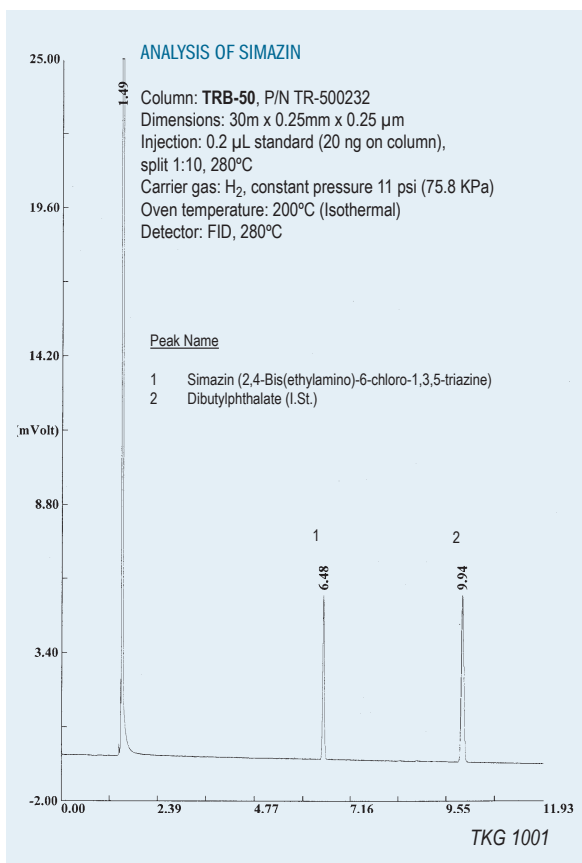 ANALYSIS OF SIMAZIN
25.00
1.49
Column: TRB-50, P/N TR-500232
Dimensions: 30m x 0.25mm x 0.25 µm
Injection: 0.2 µL standard (20 ng on column),
split 1:10, 280ºC
Carrier gas: H₂, constant pressure 11 psi (75.8 KPa)
19.60
Oven temperature: 200ºC (Isothermal)
Detector: FID, 280ºC
Peak Name
14.20
1 Simazin (2,4-Bis(ethylamino)-6-chloro-1,3,5-triazine)
2 Dibutylphthalate (I.St.)
(mVolt)
8.80
1 2
6.48 9.94
3.40
-2.00
0.00 2.39 4.77 7.16 9.55 11.93
TKG 1001